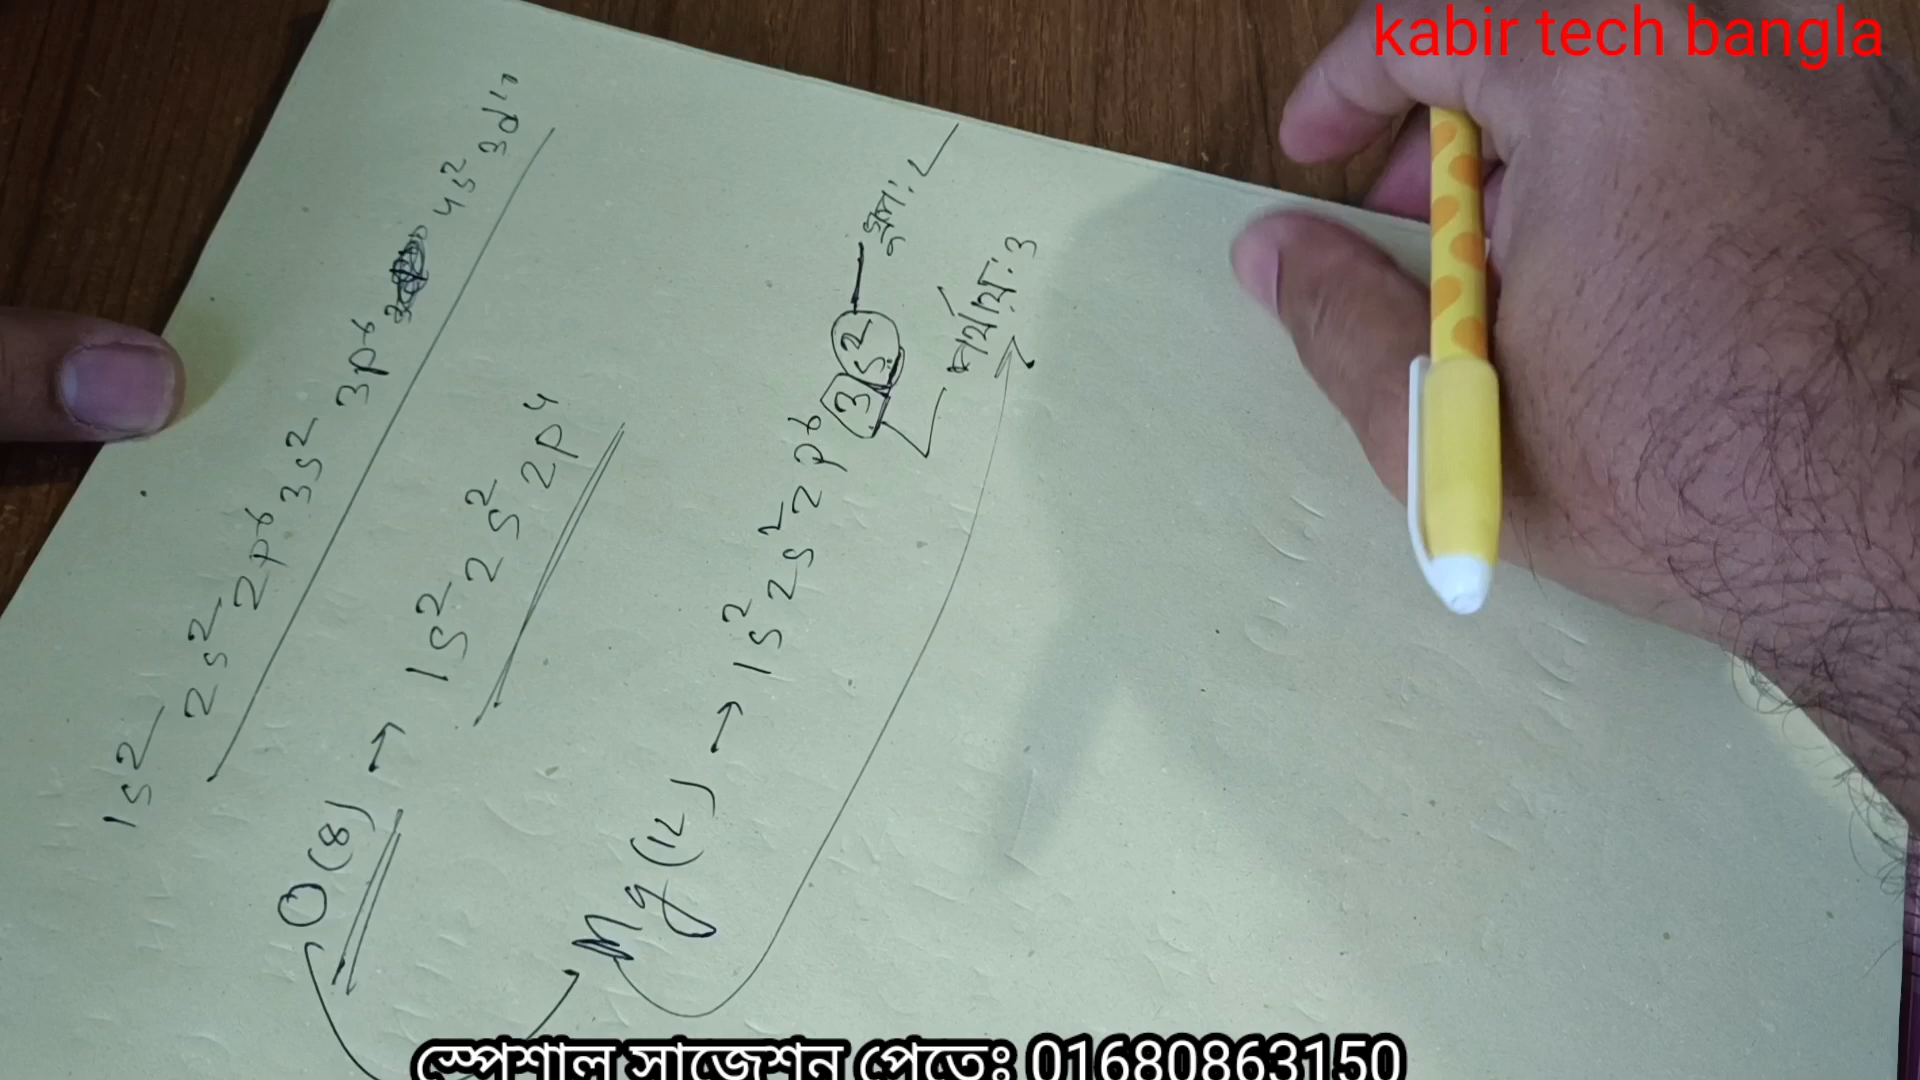 kabir tech bangla
1s² 2s² 2p⁶ 3s² 3p⁶ 4s² 3d¹⁰
O(8) → 1s² 2s² 2p⁴
Mg(12) → 1s² 2s² 2p⁶ 3s²
গ্রুপ: ২
পর্যায়: 3
স্পেশাল সাজেশন পেতেঃ 01680863150